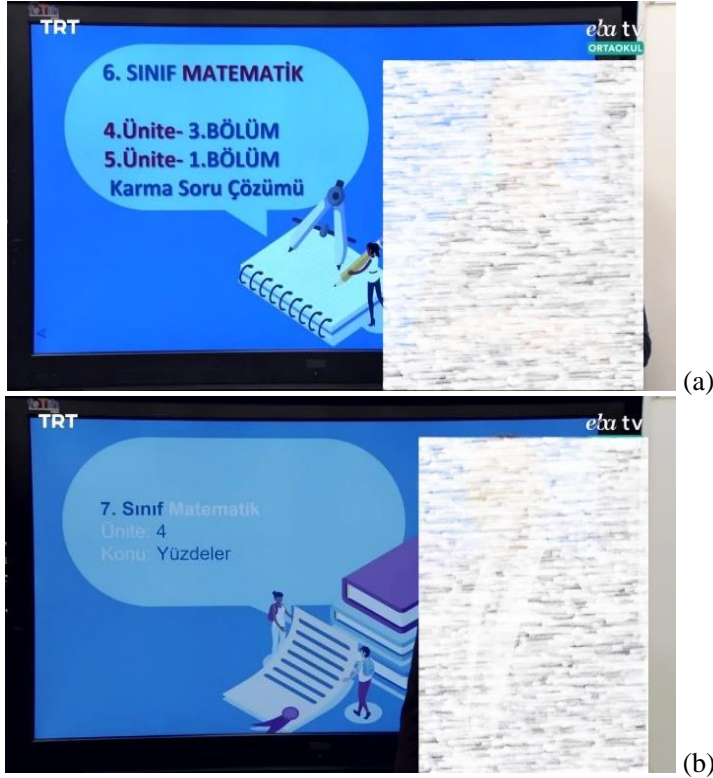 TRT
eba tv
ORTAOKUL
6. SINIF MATEMATİK
4.Ünite- 3.BÖLÜM
5.Ünite- 1.BÖLÜM
Karma Soru Çözümü
(a)
TRT
eba tv
7. Sınıf Matematik
Ünite: 4
Konu: Yüzdeler
(b)